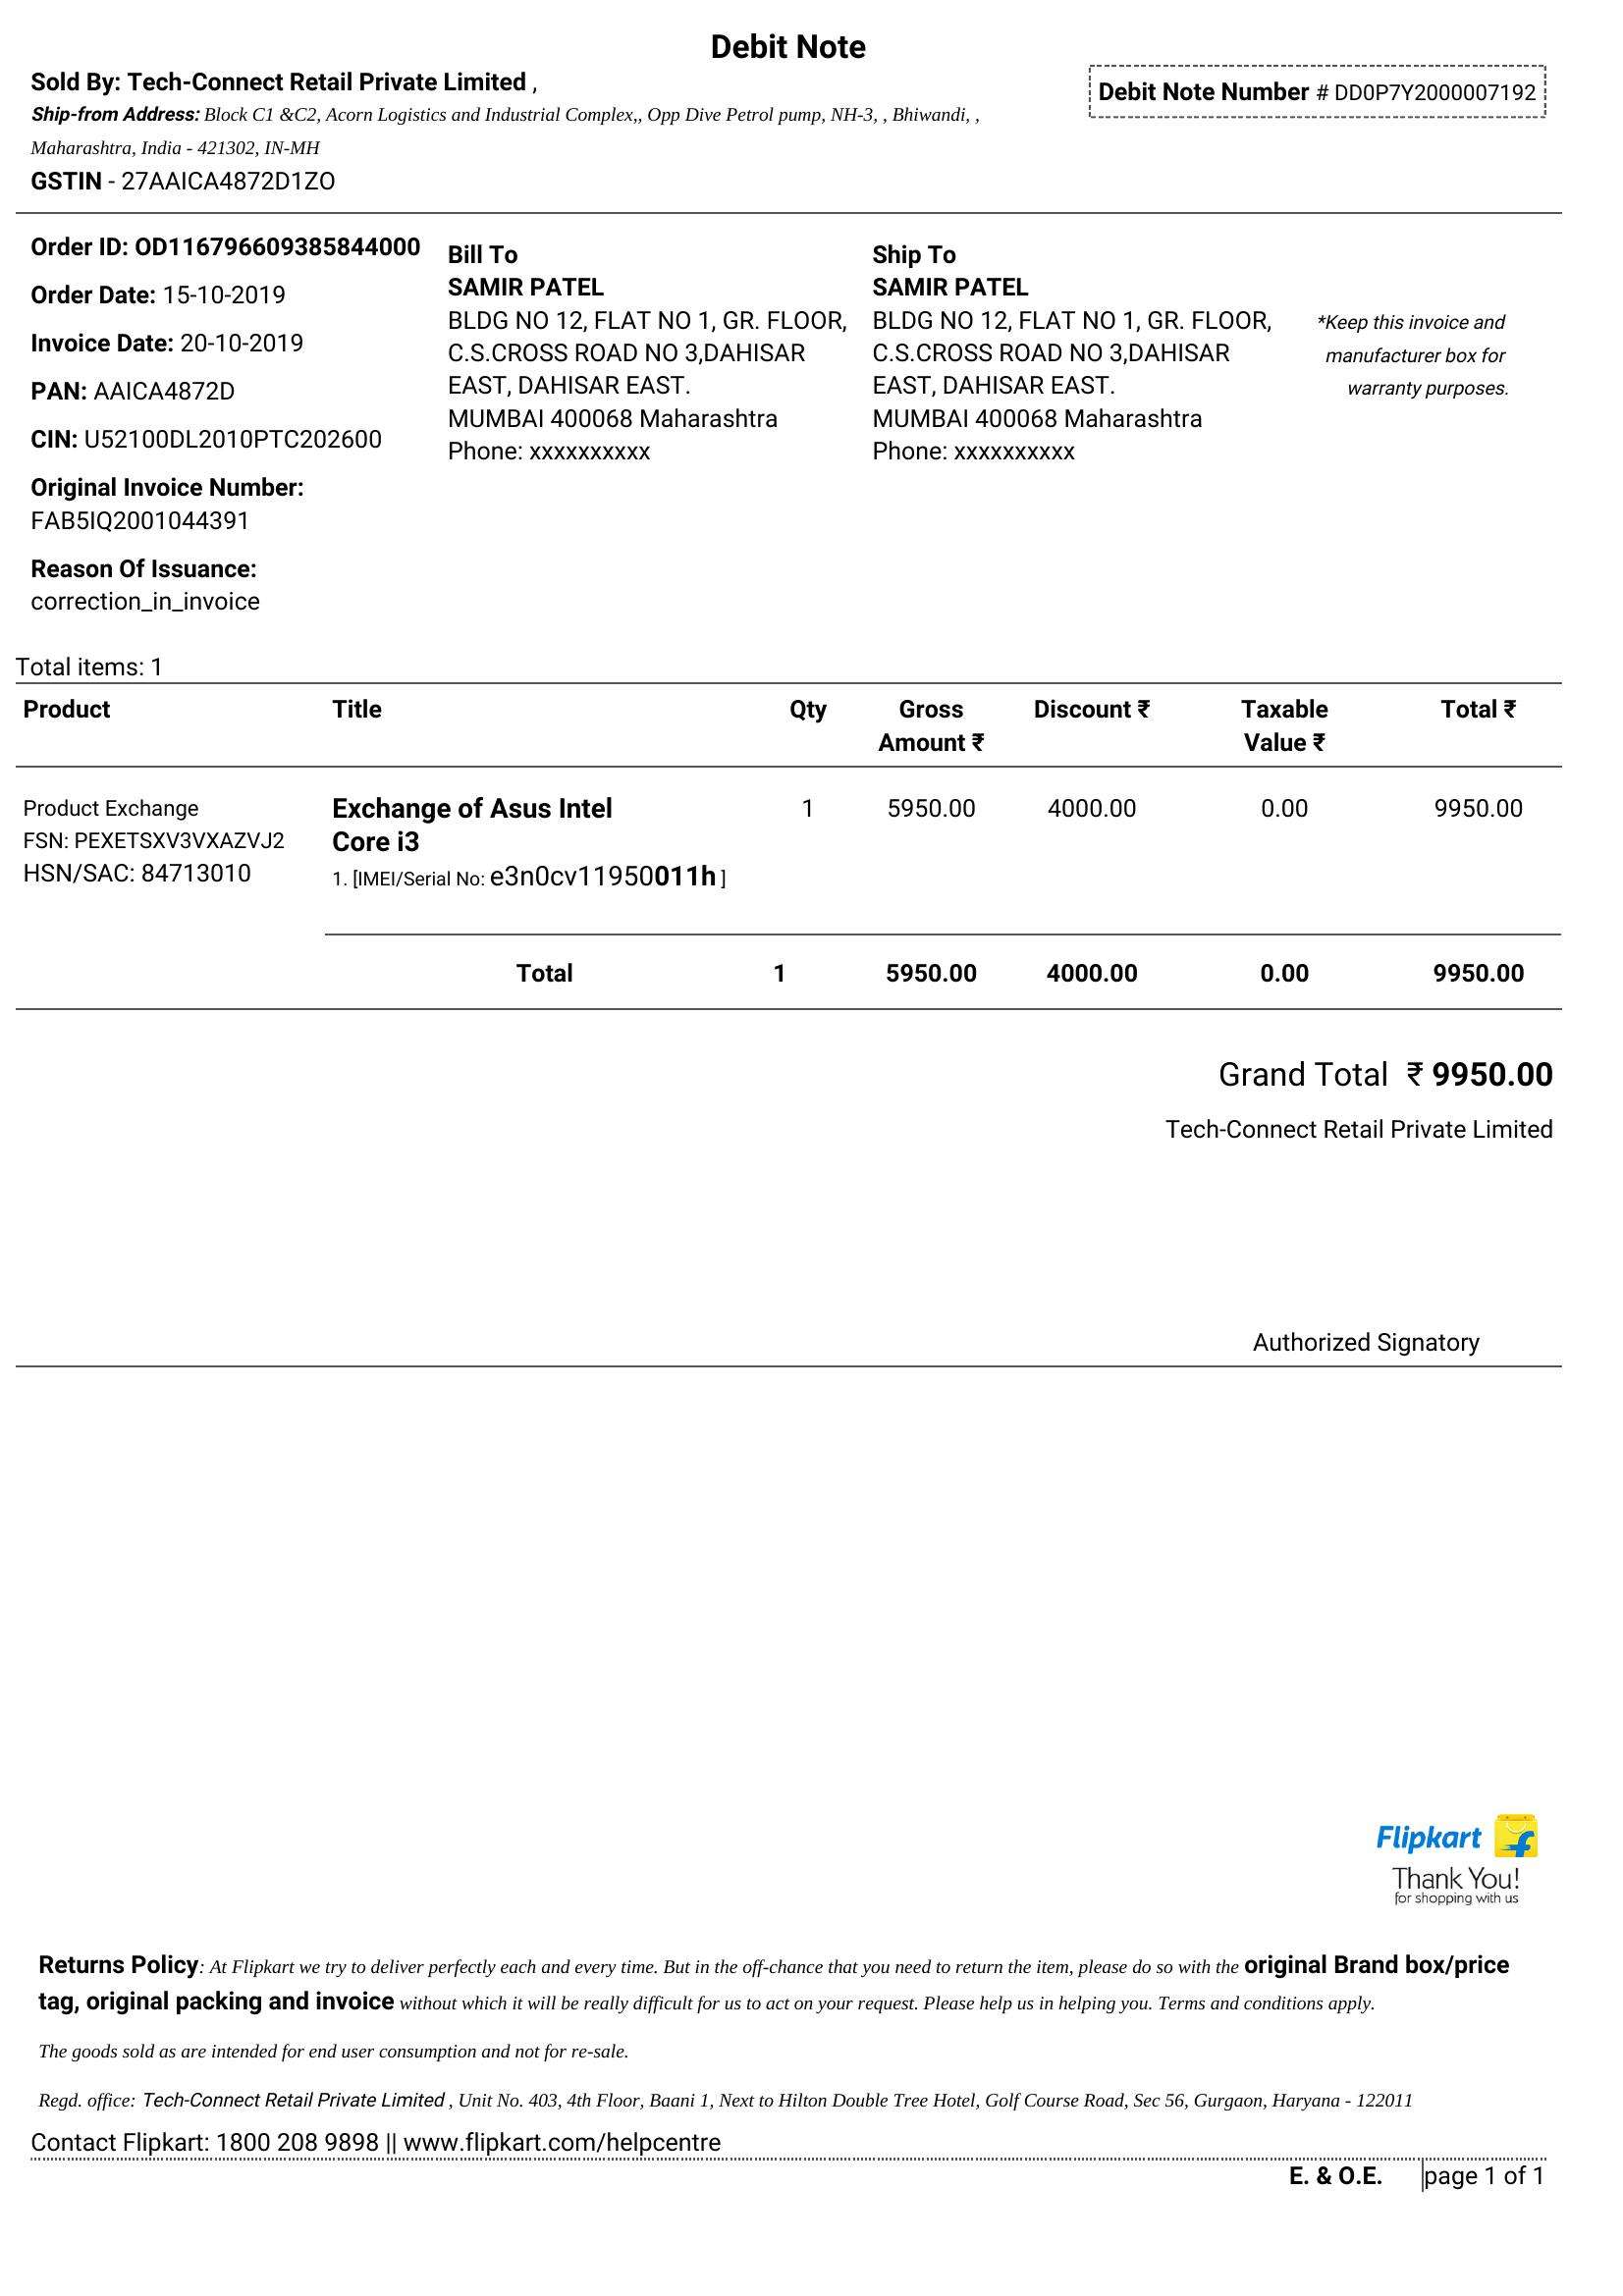 Debit Note
Sold By: Tech-Connect Retail Private Limited ,
Ship-from Address: Block C1 &C2, Acorn Logistics and Industrial Complex,, Opp Dive Petrol pump, NH-3, , Bhiwandi, ,
Maharashtra, India - 421302, IN-MH
GSTIN - 27AAICA4872D1ZO
Debit Note Number # DD0P7Y2000007192
Order ID: OD116796609385844000
Order Date: 15-10-2019
Invoice Date: 20-10-2019
PAN: AAICA4872D
CIN: U52100DL2010PTC202600
Original Invoice Number:
FAB5IQ2001044391
Reason Of Issuance:
correction_in_invoice
Bill To
SAMIR PATEL
BLDG NO 12, FLAT NO 1, GR. FLOOR,
C.S.CROSS ROAD NO 3,DAHISAR
EAST, DAHISAR EAST.
MUMBAI 400068 Maharashtra
Phone: xxxxxxxxxx
Ship To
SAMIR PATEL
BLDG NO 12, FLAT NO 1, GR. FLOOR,
C.S.CROSS ROAD NO 3,DAHISAR
EAST, DAHISAR EAST.
MUMBAI 400068 Maharashtra
Phone: xxxxxxxxxx
*Keep this invoice and
manufacturer box for
warranty purposes.
Total items: 1
Product Title Qty Gross Amount ₹ Discount ₹ Taxable Value ₹ Total ₹
Product Exchange
FSN: PEXETSXV3VXAZVJ2
HSN/SAC: 84713010
Exchange of Asus Intel
Core i3
1. [IMEI/Serial No: e3n0cv11950011h ]
1 5950.00 4000.00 0.00 9950.00
Total 1 5950.00 4000.00 0.00 9950.00
Grand Total ₹ 9950.00
Tech-Connect Retail Private Limited
Authorized Signatory
Flipkart
Thank You!
for shopping with us
Returns Policy: At Flipkart we try to deliver perfectly each and every time. But in the off-chance that you need to return the item, please do so with the original Brand box/price
tag, original packing and invoice without which it will be really difficult for us to act on your request. Please help us in helping you. Terms and conditions apply.
The goods sold as are intended for end user consumption and not for re-sale.
Regd. office: Tech-Connect Retail Private Limited , Unit No. 403, 4th Floor, Baani 1, Next to Hilton Double Tree Hotel, Golf Course Road, Sec 56, Gurgaon, Haryana - 122011
Contact Flipkart: 1800 208 9898 || www.flipkart.com/helpcentre
E. & O.E. page 1 of 1